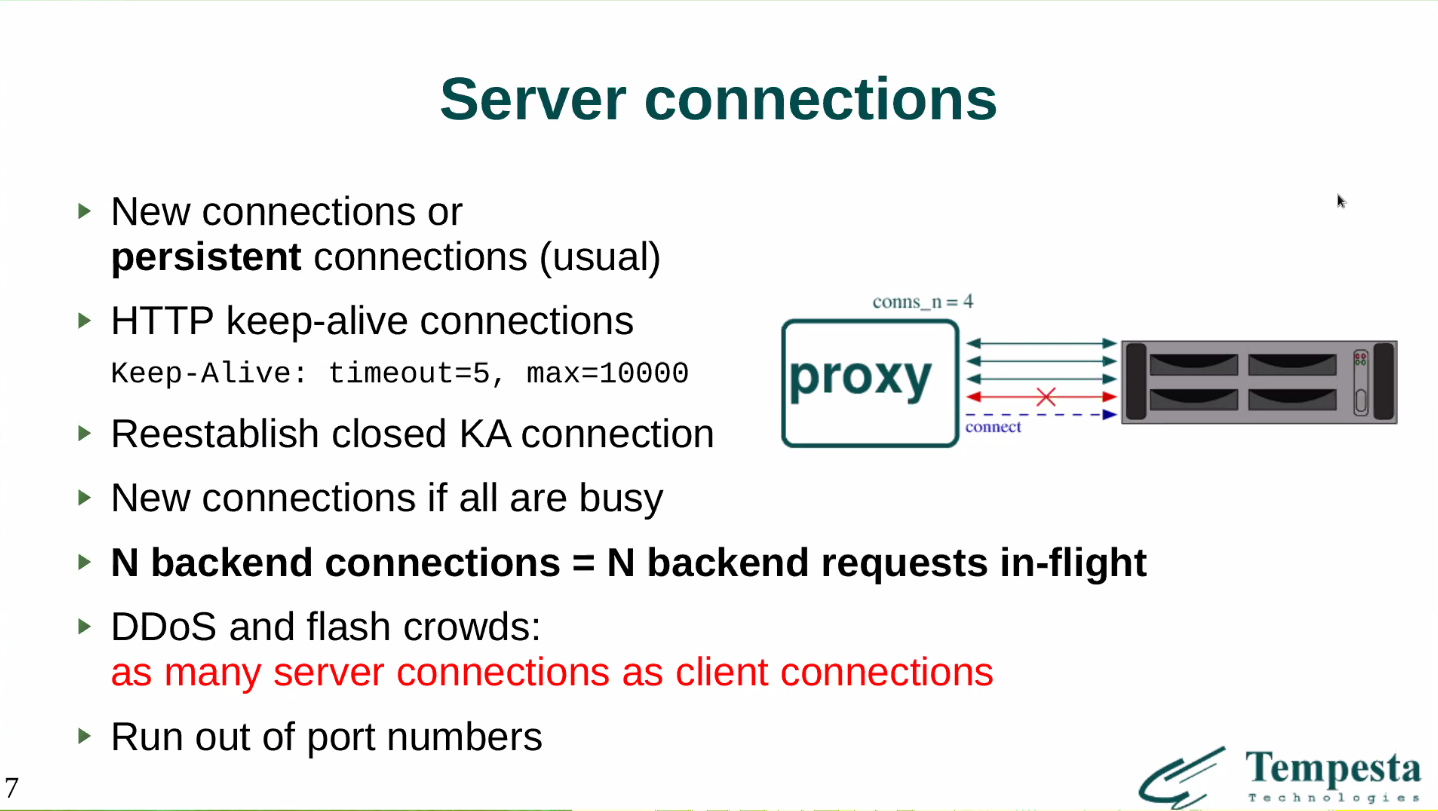 Server connections
New connections or
persistent connections (usual)
HTTP keep-alive connections
Keep-Alive: timeout=5, max=10000
Reestablish closed KA connection
New connections if all are busy
N backend connections = N backend requests in-flight
DDoS and flash crowds:
as many server connections as client connections
Run out of port numbers
conns_n = 4
proxy
connect
7
Tempesta
Technologies